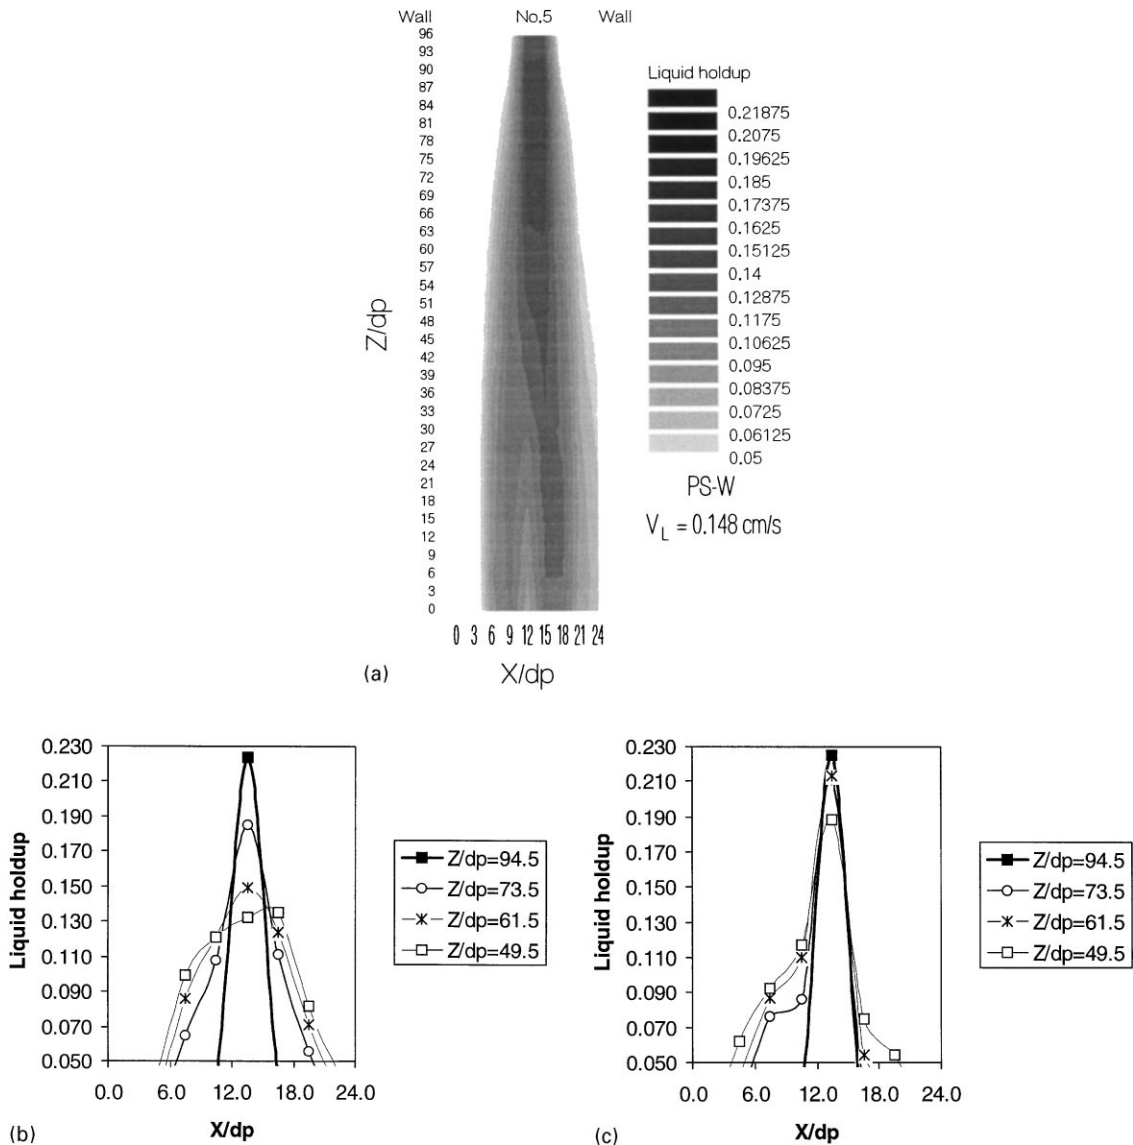 Wall No.5 Wall
96
93
90
87
84
81
78
75
72
69
66
63
60
57
54
51
48
45
42
39
36
33
30
27
24
21
18
15
12
9
6
3
0
Z/dp
0 3 6 9 12 15 18 21 24
X/dp
(a)
Liquid holdup
0.21875
0.2075
0.19625
0.185
0.17375
0.1625
0.15125
0.14
0.12875
0.1175
0.10625
0.095
0.08375
0.0725
0.06125
0.05
PS-W
V_L = 0.148 cm/s
Liquid holdup
0.230
0.210
0.190
0.170
0.150
0.130
0.110
0.090
0.070
0.050
0.0 6.0 12.0 18.0 24.0
X/dp
(b)
Z/dp=94.5
Z/dp=73.5
Z/dp=61.5
Z/dp=49.5
Liquid holdup
0.230
0.210
0.190
0.170
0.150
0.130
0.110
0.090
0.070
0.050
0.0 6.0 12.0 18.0 24.0
X/dp
(c)
Z/dp=94.5
Z/dp=73.5
Z/dp=61.5
Z/dp=49.5